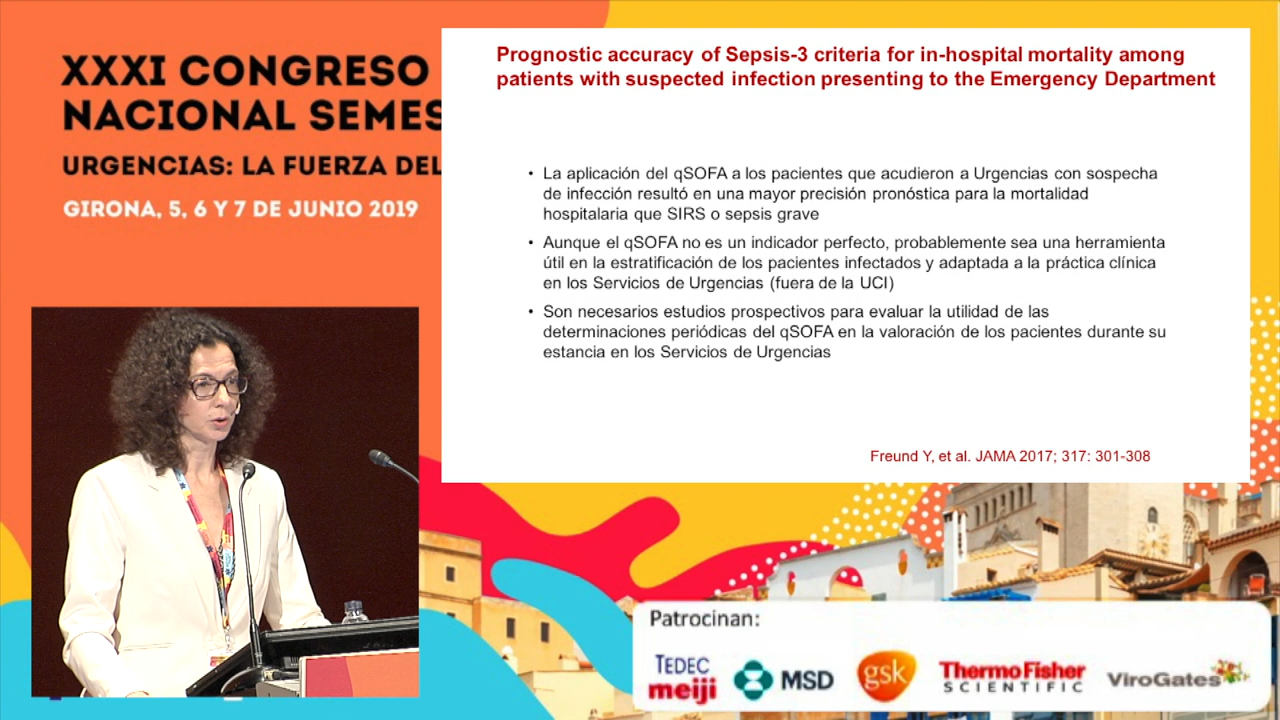 XXXI CONGRESO
NACIONAL SEMES
URGENCIAS: LA FUERZA DEL
GIRONA, 5, 6 Y 7 DE JUNIO 2019
Prognostic accuracy of Sepsis-3 criteria for in-hospital mortality among
patients with suspected infection presenting to the Emergency Department
• La aplicación del qSOFA a los pacientes que acudieron a Urgencias con sospecha
de infección resultó en una mayor precisión pronóstica para la mortalidad
hospitalaria que SIRS o sepsis grave
• Aunque el qSOFA no es un indicador perfecto, probablemente sea una herramienta
útil en la estratificación de los pacientes infectados y adaptada a la práctica clínica
en los Servicios de Urgencias (fuera de la UCI)
• Son necesarios estudios prospectivos para evaluar la utilidad de las
determinaciones periódicas del qSOFA en la valoración de los pacientes durante su
estancia en los Servicios de Urgencias
Freund Y, et al. JAMA 2017; 317: 301-308
Patrocinan:
TEDEC
meiji
MSD
gsk
ThermoFisher
SCIENTIFIC
ViroGates